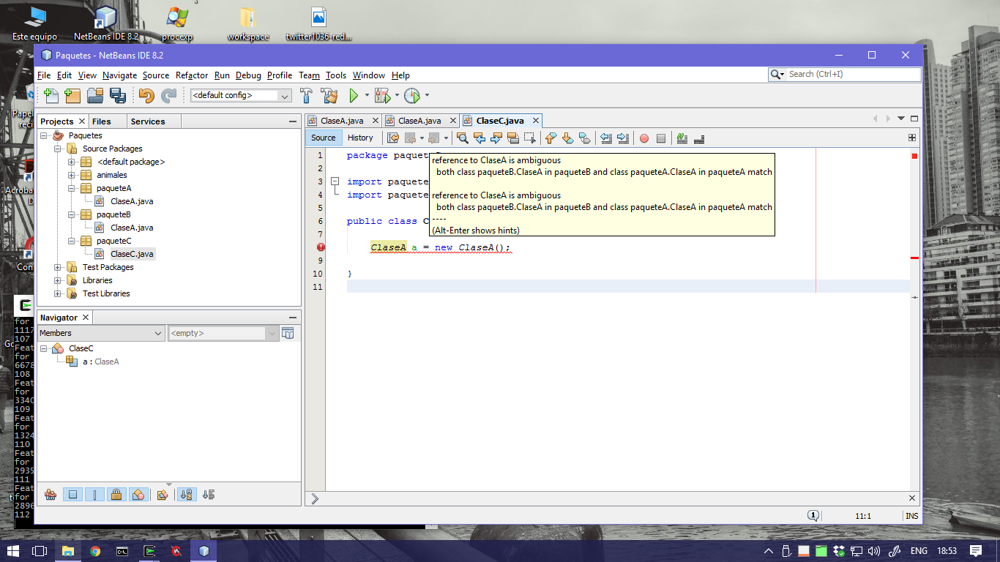 Este equipo
NetBeans IDE 8.2
procexp
workspace
twitter1036-red...
Paquetes - NetBeans IDE 8.2
File Edit View Navigate Source Refactor Run Debug Profile Team Tools Window Help
Search (Ctrl+I)
<default config>
Projects Files Services
Paquetes
Source Packages
<default package>
animales
paqueteA
ClaseA.java
paqueteB
ClaseA.java
paqueteC
ClaseC.java
Test Packages
Libraries
Test Libraries
Navigator
Members
<empty>
ClaseC
a : ClaseA
ClaseA.java ClaseA.java ClaseC.java
Source History
1 package
2
3 import
4 import
5
6 public class
7
ClaseA a = new ClaseA();
9
10 }
11
reference to ClaseA is ambiguous
both class paqueteB.ClaseA in paqueteB and class paqueteA.ClaseA in paqueteA match
reference to ClaseA is ambiguous
both class paqueteB.ClaseA in paqueteB and class paqueteA.ClaseA in paqueteA match
----
(Alt-Enter shows hints)
1
11:1
INS
for
1117
107
Feat
for
6678
108
Feat
for
3340
109
Feat
for
1324
110
Feat
for
2935
111
Feat
for
2896
112
ENG
18:53